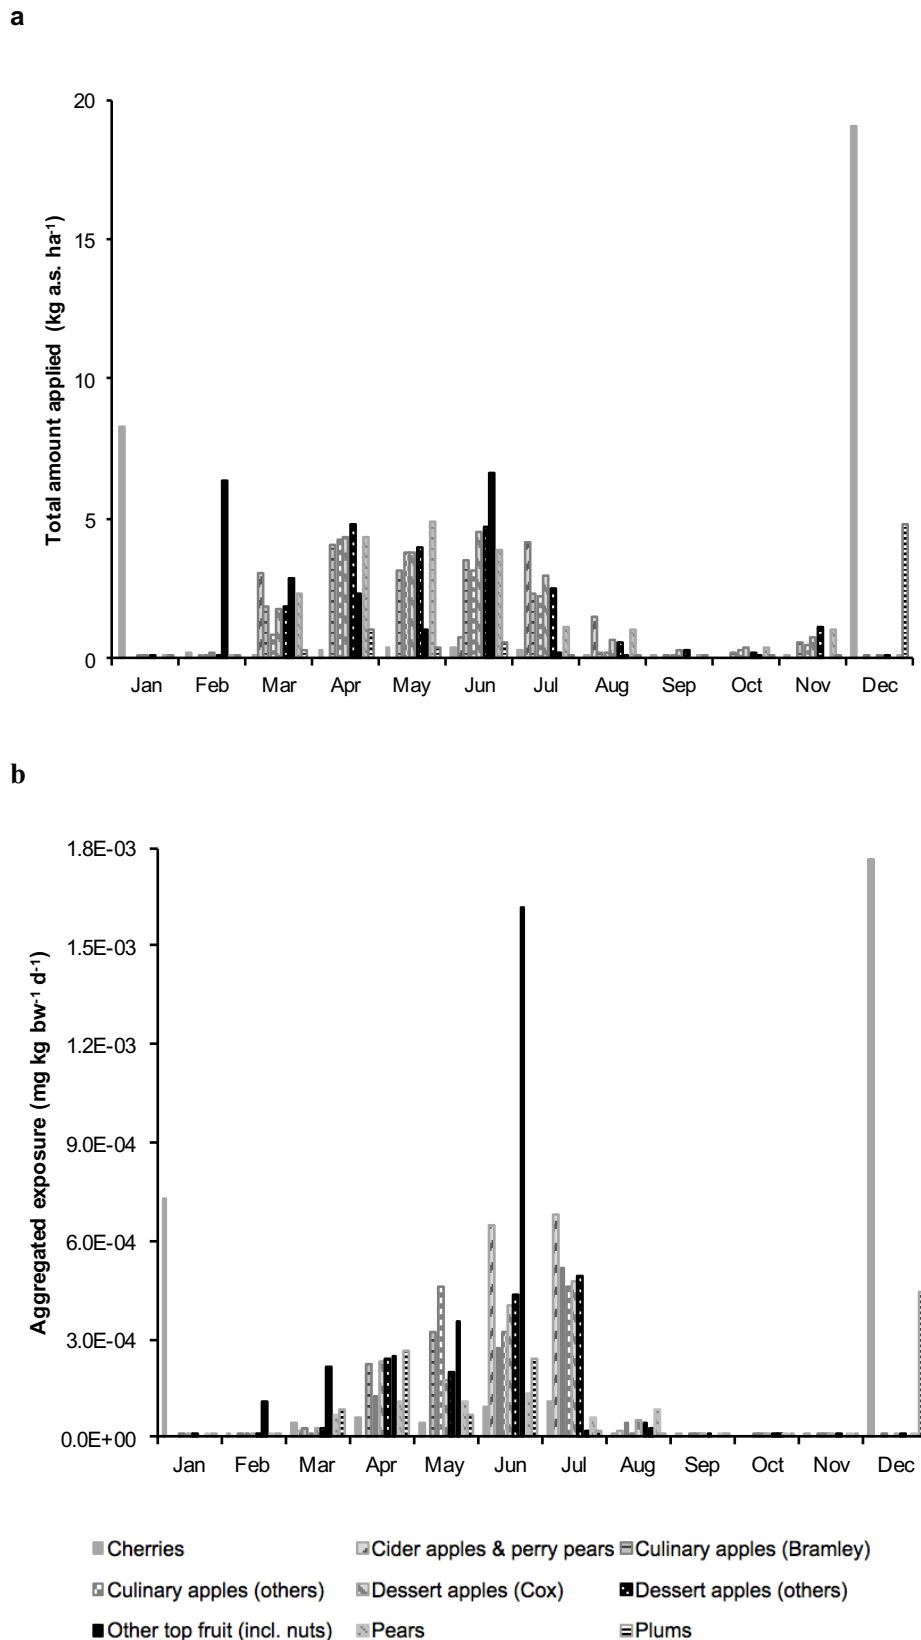 a
Total amount applied (kg a.s. ha-1)
20
15
10
5
0
Jan Feb Mar Apr May Jun Jul Aug Sep Oct Nov Dec
b
Aggregated exposure (mg kg bw-1 d-1)
1.8E-03
1.5E-03
1.2E-03
9.0E-04
6.0E-04
3.0E-04
0.0E+00
Jan Feb Mar Apr May Jun Jul Aug Sep Oct Nov Dec
Cherries Cider apples & perry pears Culinary apples (Bramley)
Culinary apples (others) Dessert apples (Cox) Dessert apples (others)
Other top fruit (incl. nuts) Pears Plums